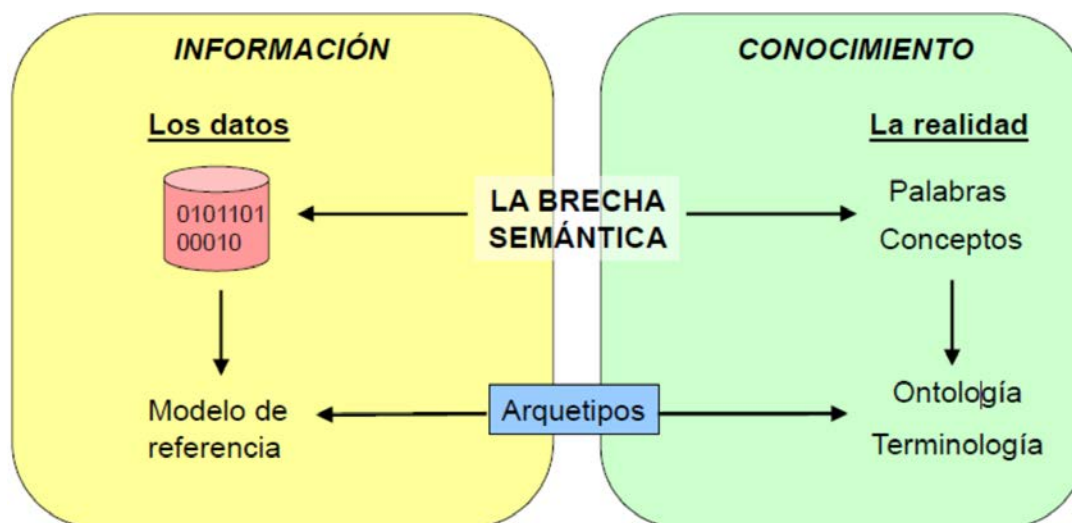 INFORMACIÓN
CONOCIMIENTO
Los datos
La realidad
0101101
00010
LA BRECHA
SEMÁNTICA
Palabras
Conceptos
Modelo de
referencia
Arquetipos
Ontología
Terminología